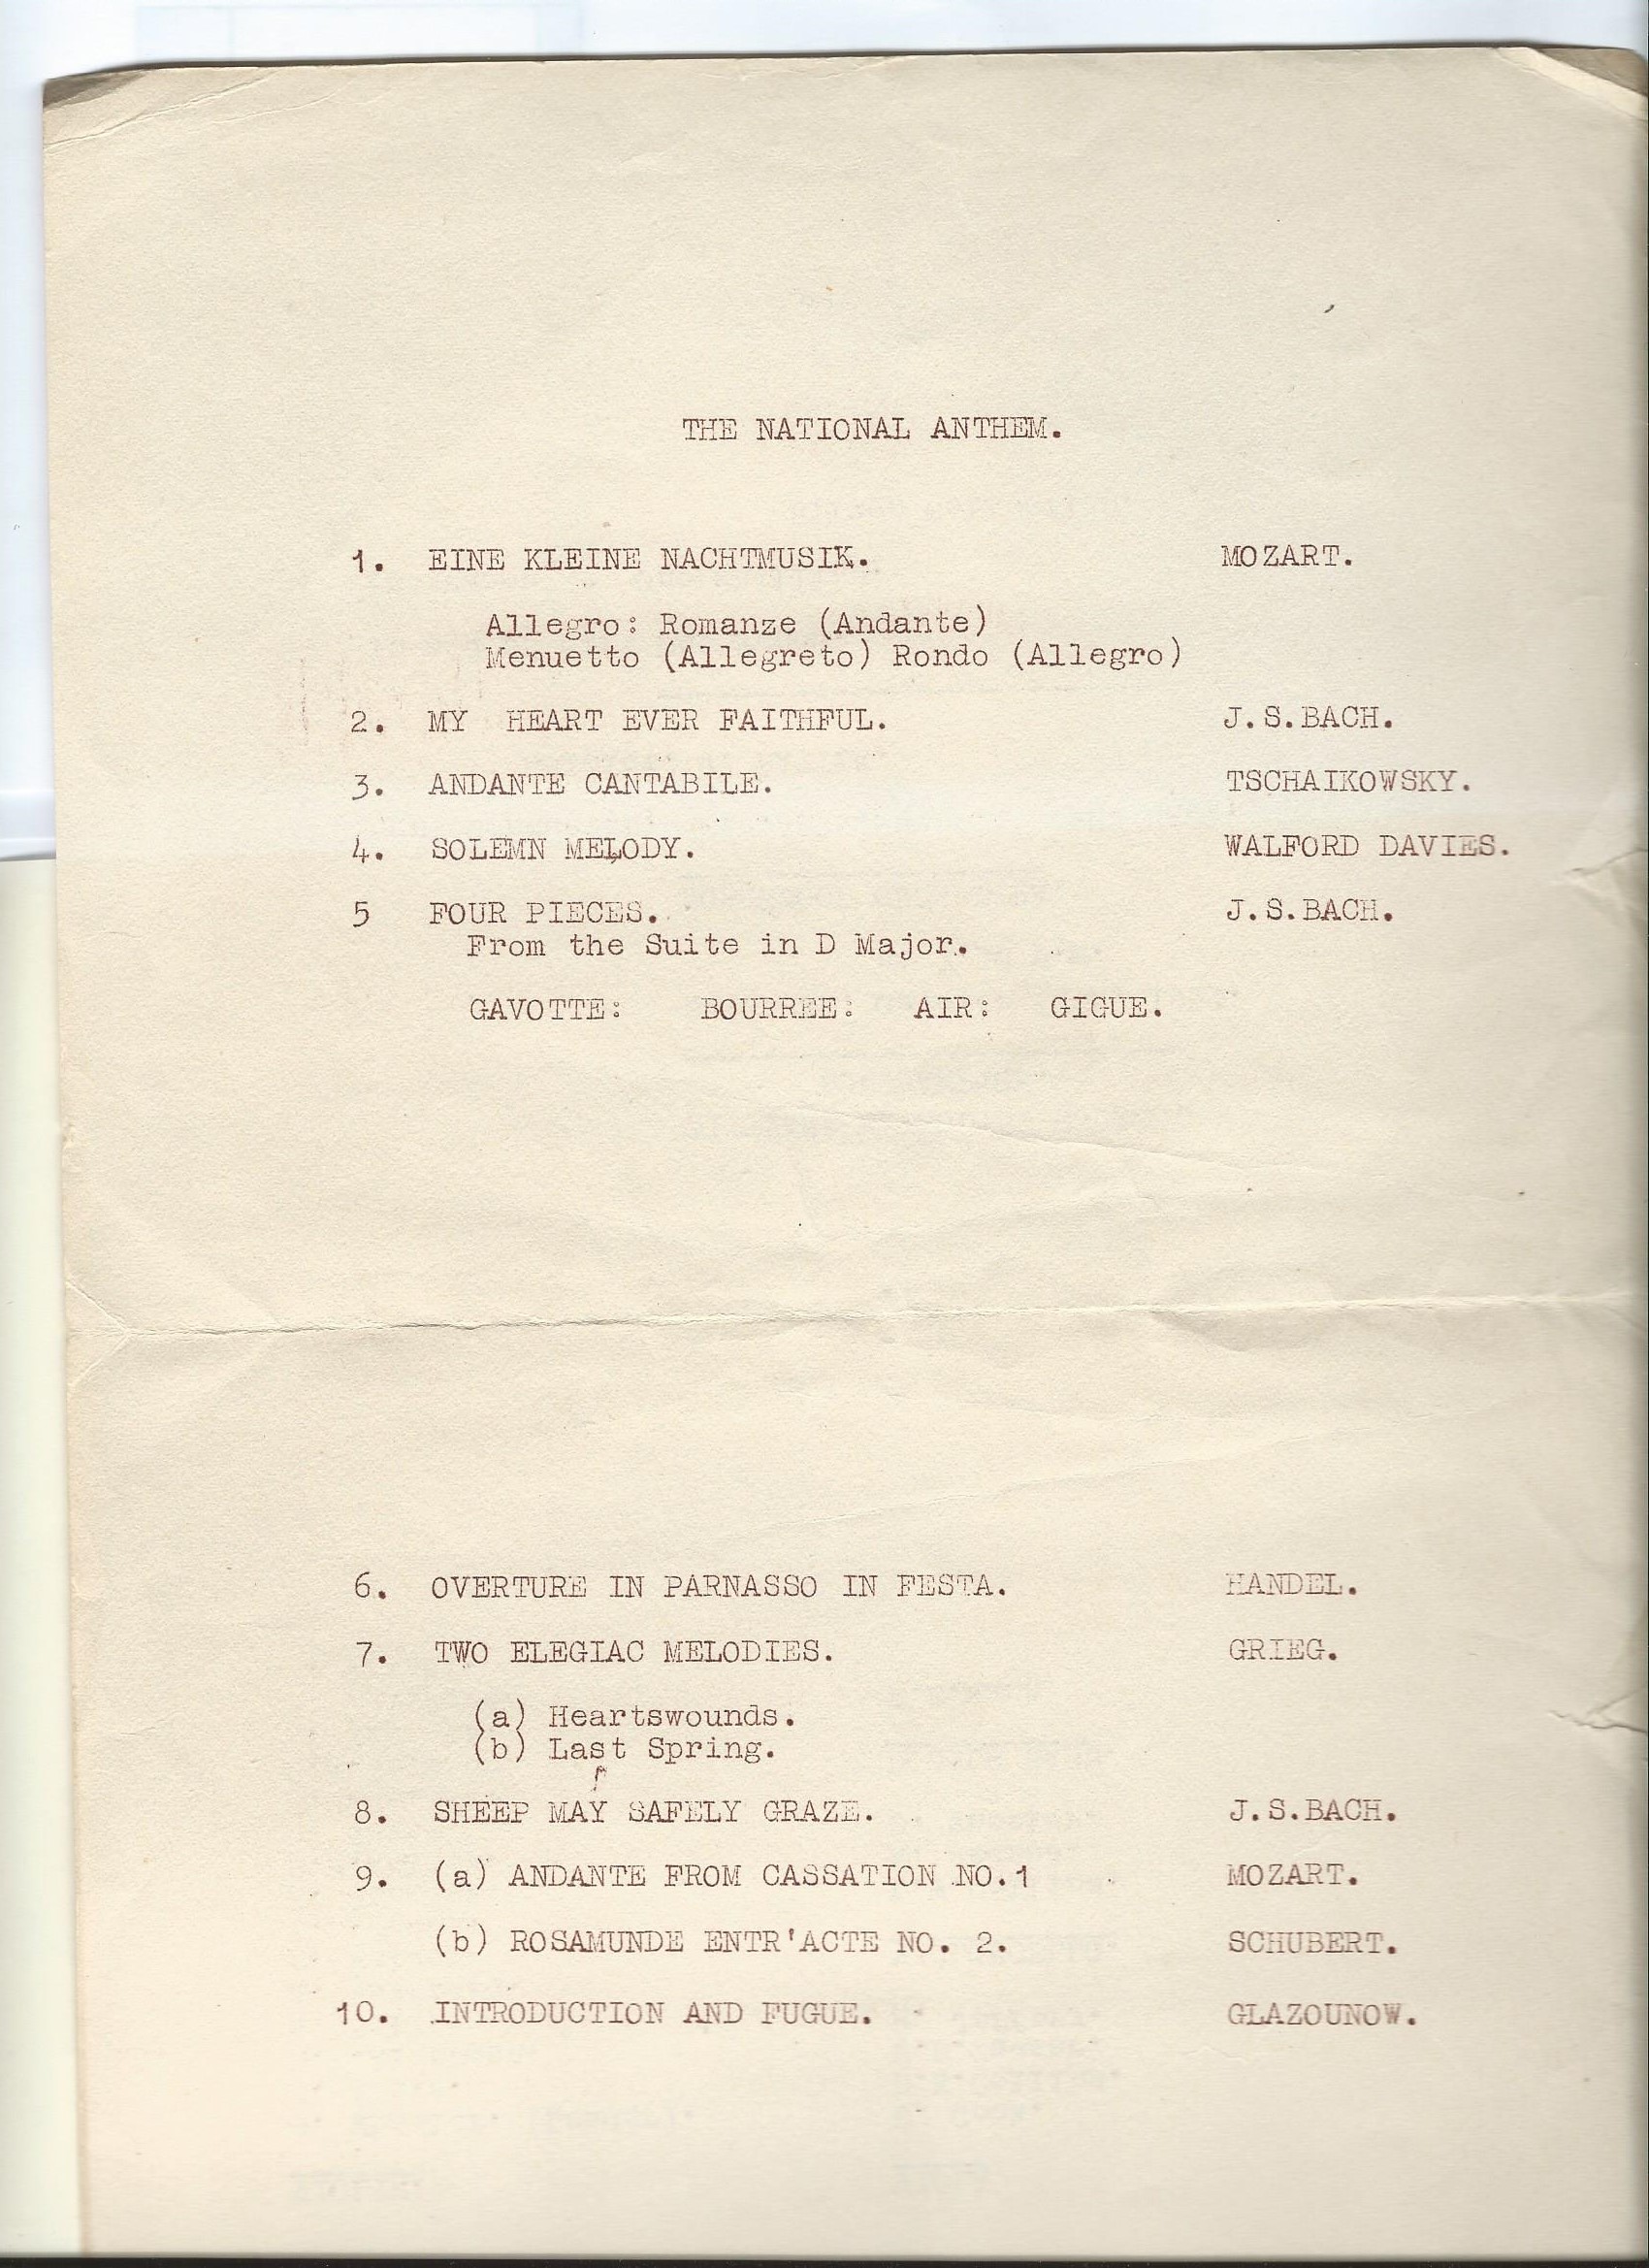 THE NATIONAL ANTHEM.
1. EINE KLEINE NACHTMUSIK. MOZART.
Allegro: Romanze (Andante)
Menuetto (Allegreto) Rondo (Allegro)
2. MY HEART EVER FAITHFUL. J.S.BACH.
3. ANDANTE CANTABILE. TSCHAIKOWSKY.
4. SOLEMN MELODY. WALFORD DAVIES.
5 FOUR PIECES. J.S.BACH.
From the Suite in D Major.
GAVOTTE: BOURREE: AIR: GIGUE.
6. OVERTURE IN PARNASSO IN FESTA. HANDEL.
7. TWO ELEGIAC MELODIES. GRIEG.
(a) Heartswounds.
(b) Last Spring.
8. SHEEP MAY SAFELY GRAZE. J.S.BACH.
9. (a) ANDANTE FROM CASSATION NO.1 MOZART.
(b) ROSAMUNDE ENTR'ACTE NO. 2. SCHUBERT.
10. INTRODUCTION AND FUGUE. GLAZOUNOW.